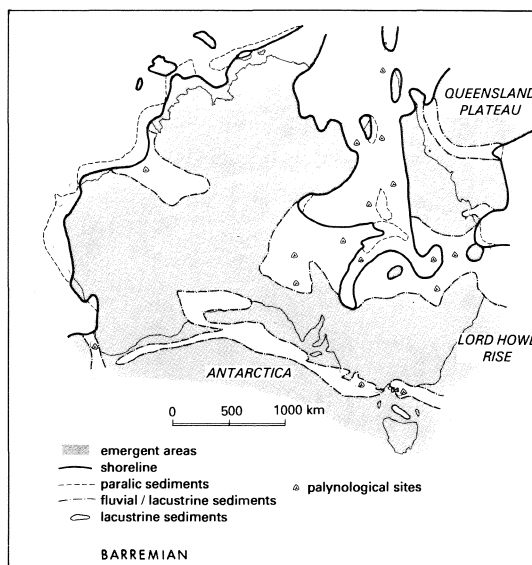 QUEENSLAND
PLATEAU
LORD HOWE
RISE
ANTARCTICA
0 500 1000 km
emergent areas
shoreline
paralic sediments
fluvial / lacustrine sediments
lacustrine sediments
palynological sites
BARREMIAN